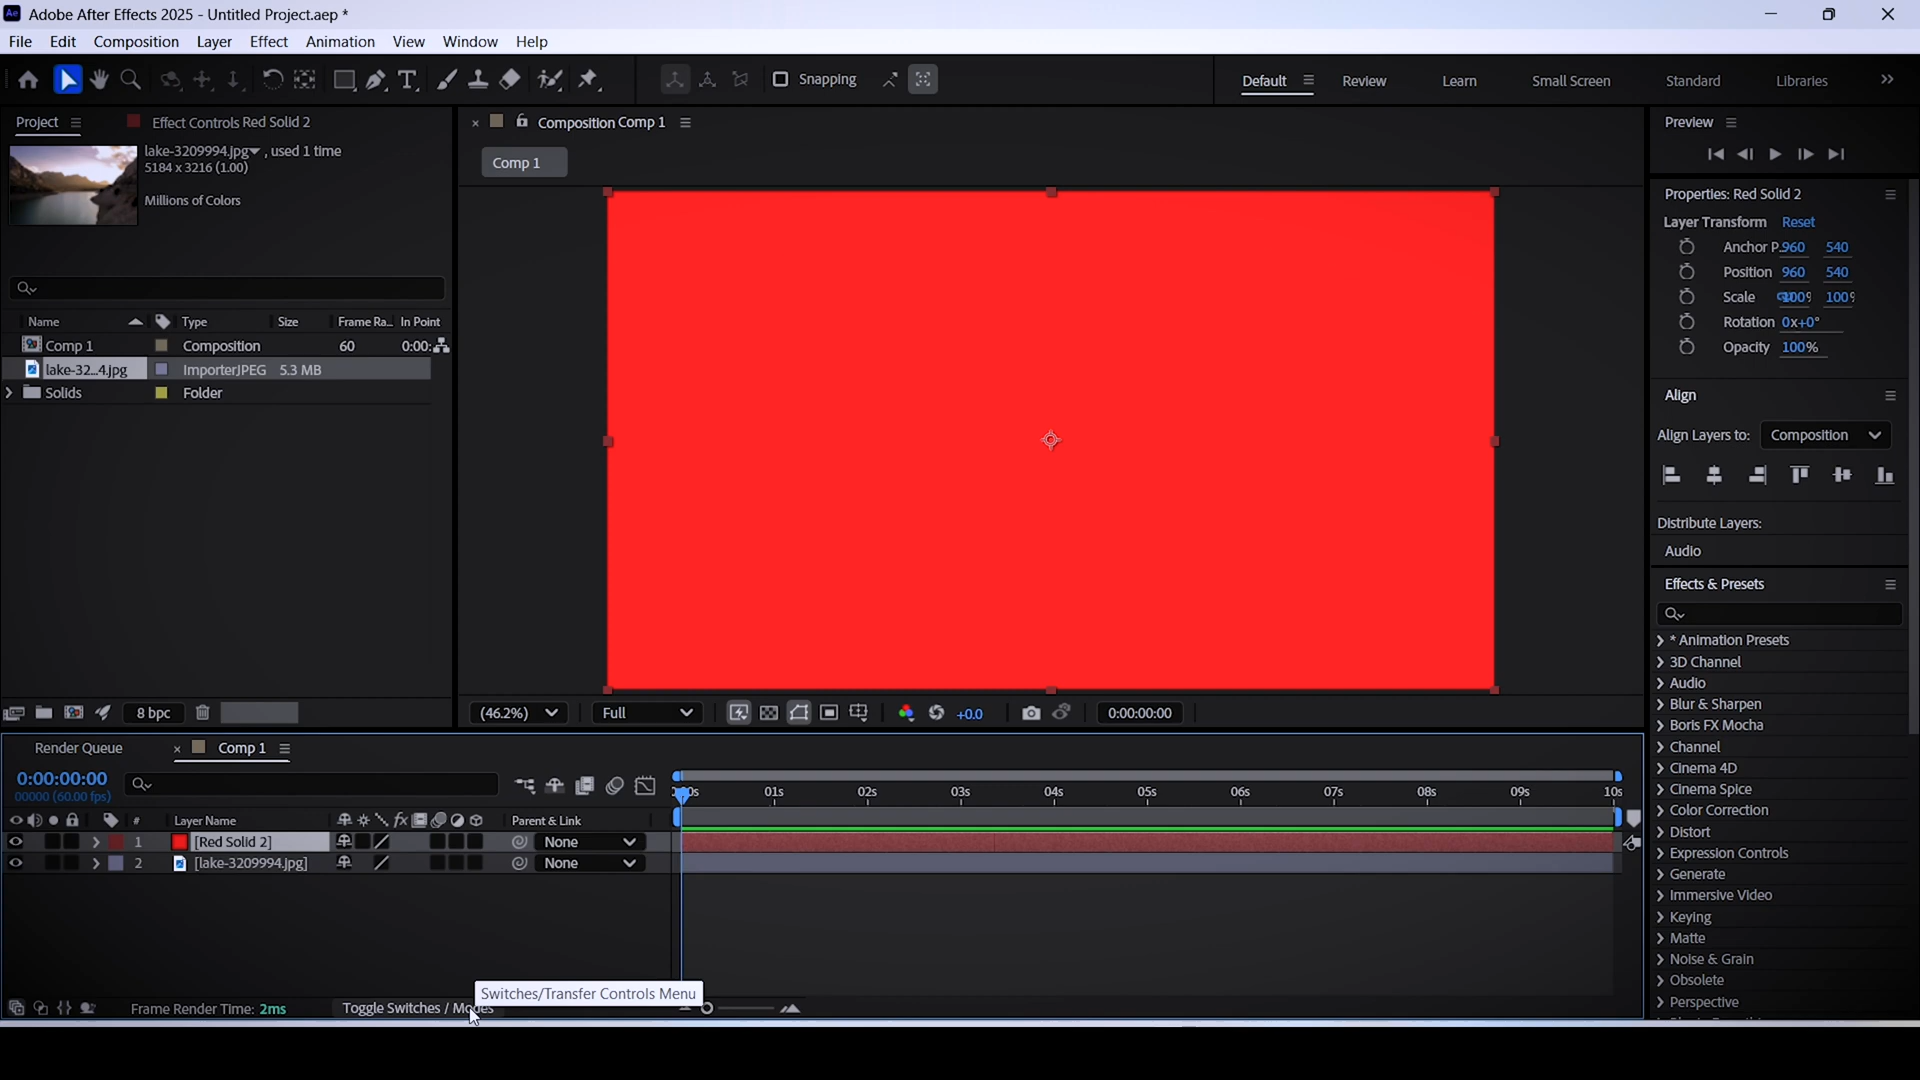 Ae Adobe After Effects 2025 - Untitled Project.aep *
File Edit Composition Layer Effect Animation View Window Help
Snapping Default Review Learn Small Screen Standard Libraries
Project Effect Controls Red Solid 2
lake-3209994.jpg , used 1 time
5184 x 3216 (1.00)
Millions of Colors
Name Type Size Frame Ra... In Point
Comp 1 Composition 60 0:00:
lake-32...4.jpg ImporterJPEG 5.3 MB
Solids Folder
8 bpc
Composition Comp 1
Comp 1
(46.2%) Full +0.0 0:00:00:00
Preview
Properties: Red Solid 2
Layer Transform Reset
Anchor P... 960 540
Position 960 540
Scale 100% 100%
Rotation 0x+0°
Opacity 100%
Align
Align Layers to: Composition
Distribute Layers:
Audio
Effects & Presets
* Animation Presets
3D Channel
Audio
Blur & Sharpen
Boris FX Mocha
Channel
Cinema 4D
Cinema Spice
Color Correction
Distort
Expression Controls
Generate
Immersive Video
Keying
Matte
Noise & Grain
Obsolete
Perspective
Render Queue Comp 1
0:00:00:00
00000 (60.00 fps)
01s 02s 03s 04s 05s 06s 07s 08s 09s 10s
# Layer Name fx Parent & Link
1 [Red Solid 2] None
2 [lake-3209994.jpg] None
Switches/Transfer Controls Menu
Frame Render Time: 2ms Toggle Switches / Modes